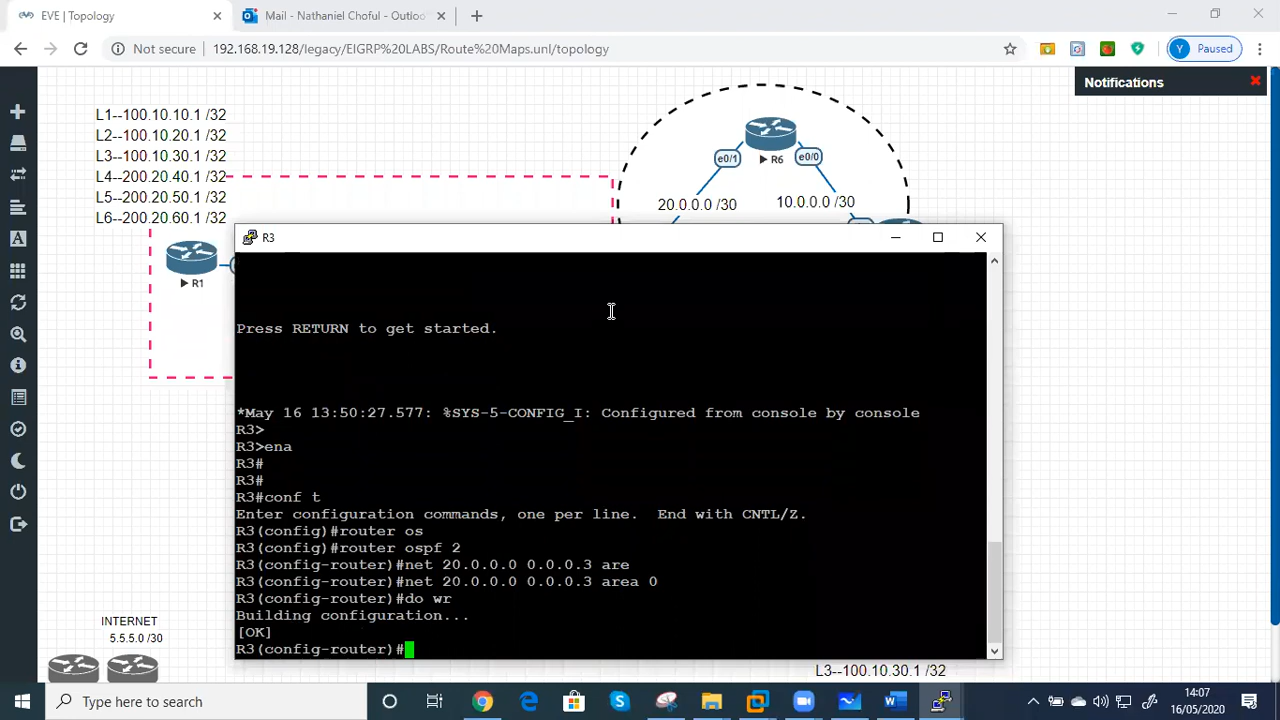 EVE | Topology
Mail - Nathaniel Choful - Outloo
Not secure
192.168.19.128/legacy/EIGRP%20LABS/Route%20Maps.unl/topology
Y
Paused
Notifications
L1--100.10.10.1 /32
L2--100.10.20.1 /32
L3--100.10.30.1 /32
L4--200.20.40.1 /32
L5--200.20.50.1 /32
L6--200.20.60.1 /32
R1
e0/1
R6
e0/0
20.0.0.0 /30
10.0.0.0 /30
R3
Press RETURN to get started.
*May 16 13:50:27.577: %SYS-5-CONFIG_I: Configured from console by console
R3>
R3>ena
R3#
R3#
R3#conf t
Enter configuration commands, one per line.  End with CNTL/Z.
R3(config)#router os
R3(config)#router ospf 2
R3(config-router)#net 20.0.0.0 0.0.0.3 are
R3(config-router)#net 20.0.0.0 0.0.0.3 area 0
R3(config-router)#do wr
Building configuration...
[OK]
R3(config-router)#
INTERNET
5.5.5.0 /30
L3--100.10.30.1 /32
Type here to search
14:07
16/05/2020